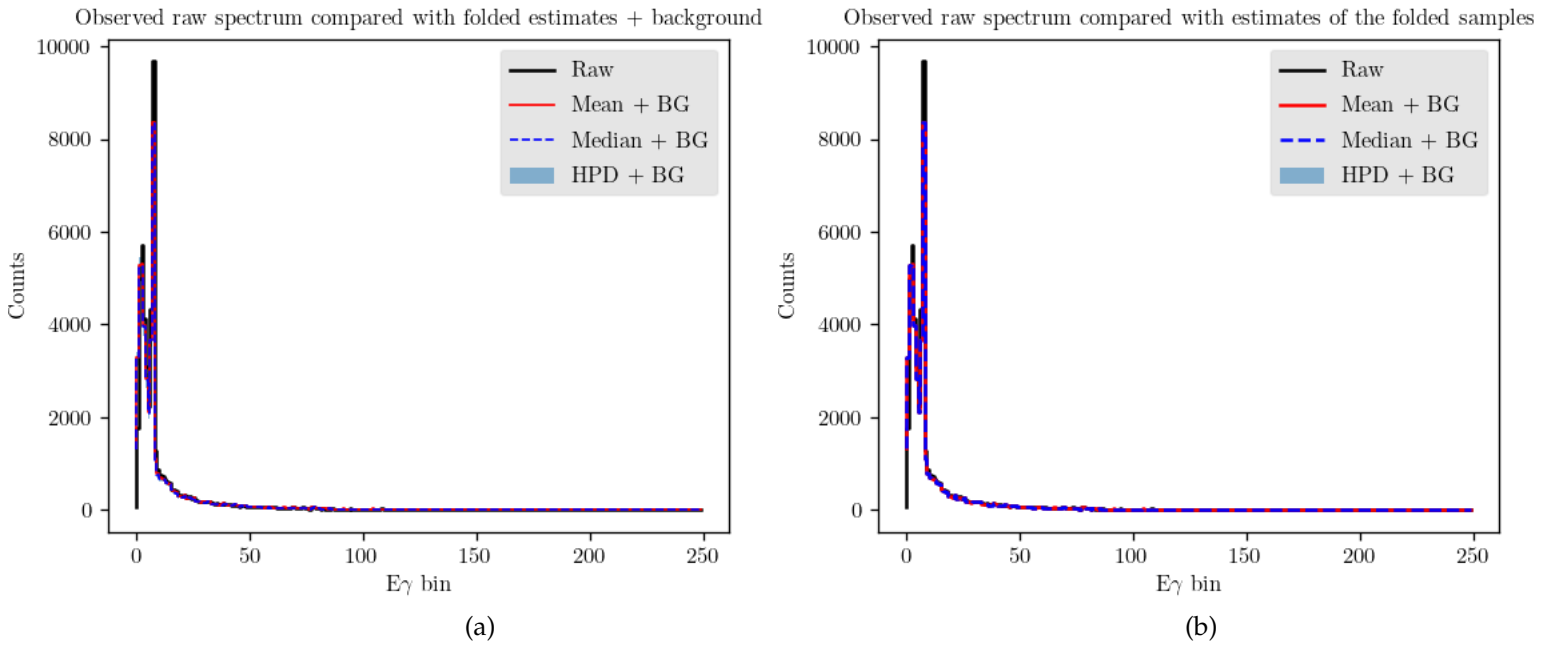 Observed raw spectrum compared with folded estimates + background
10000
8000
6000
4000
2000
0
Counts
Raw
Mean + BG
Median + BG
HPD + BG
0 50 100 150 200 250
Eγ bin
(a)
Observed raw spectrum compared with estimates of the folded samples
10000
8000
6000
4000
2000
0
Counts
Raw
Mean + BG
Median + BG
HPD + BG
0 50 100 150 200 250
Eγ bin
(b)